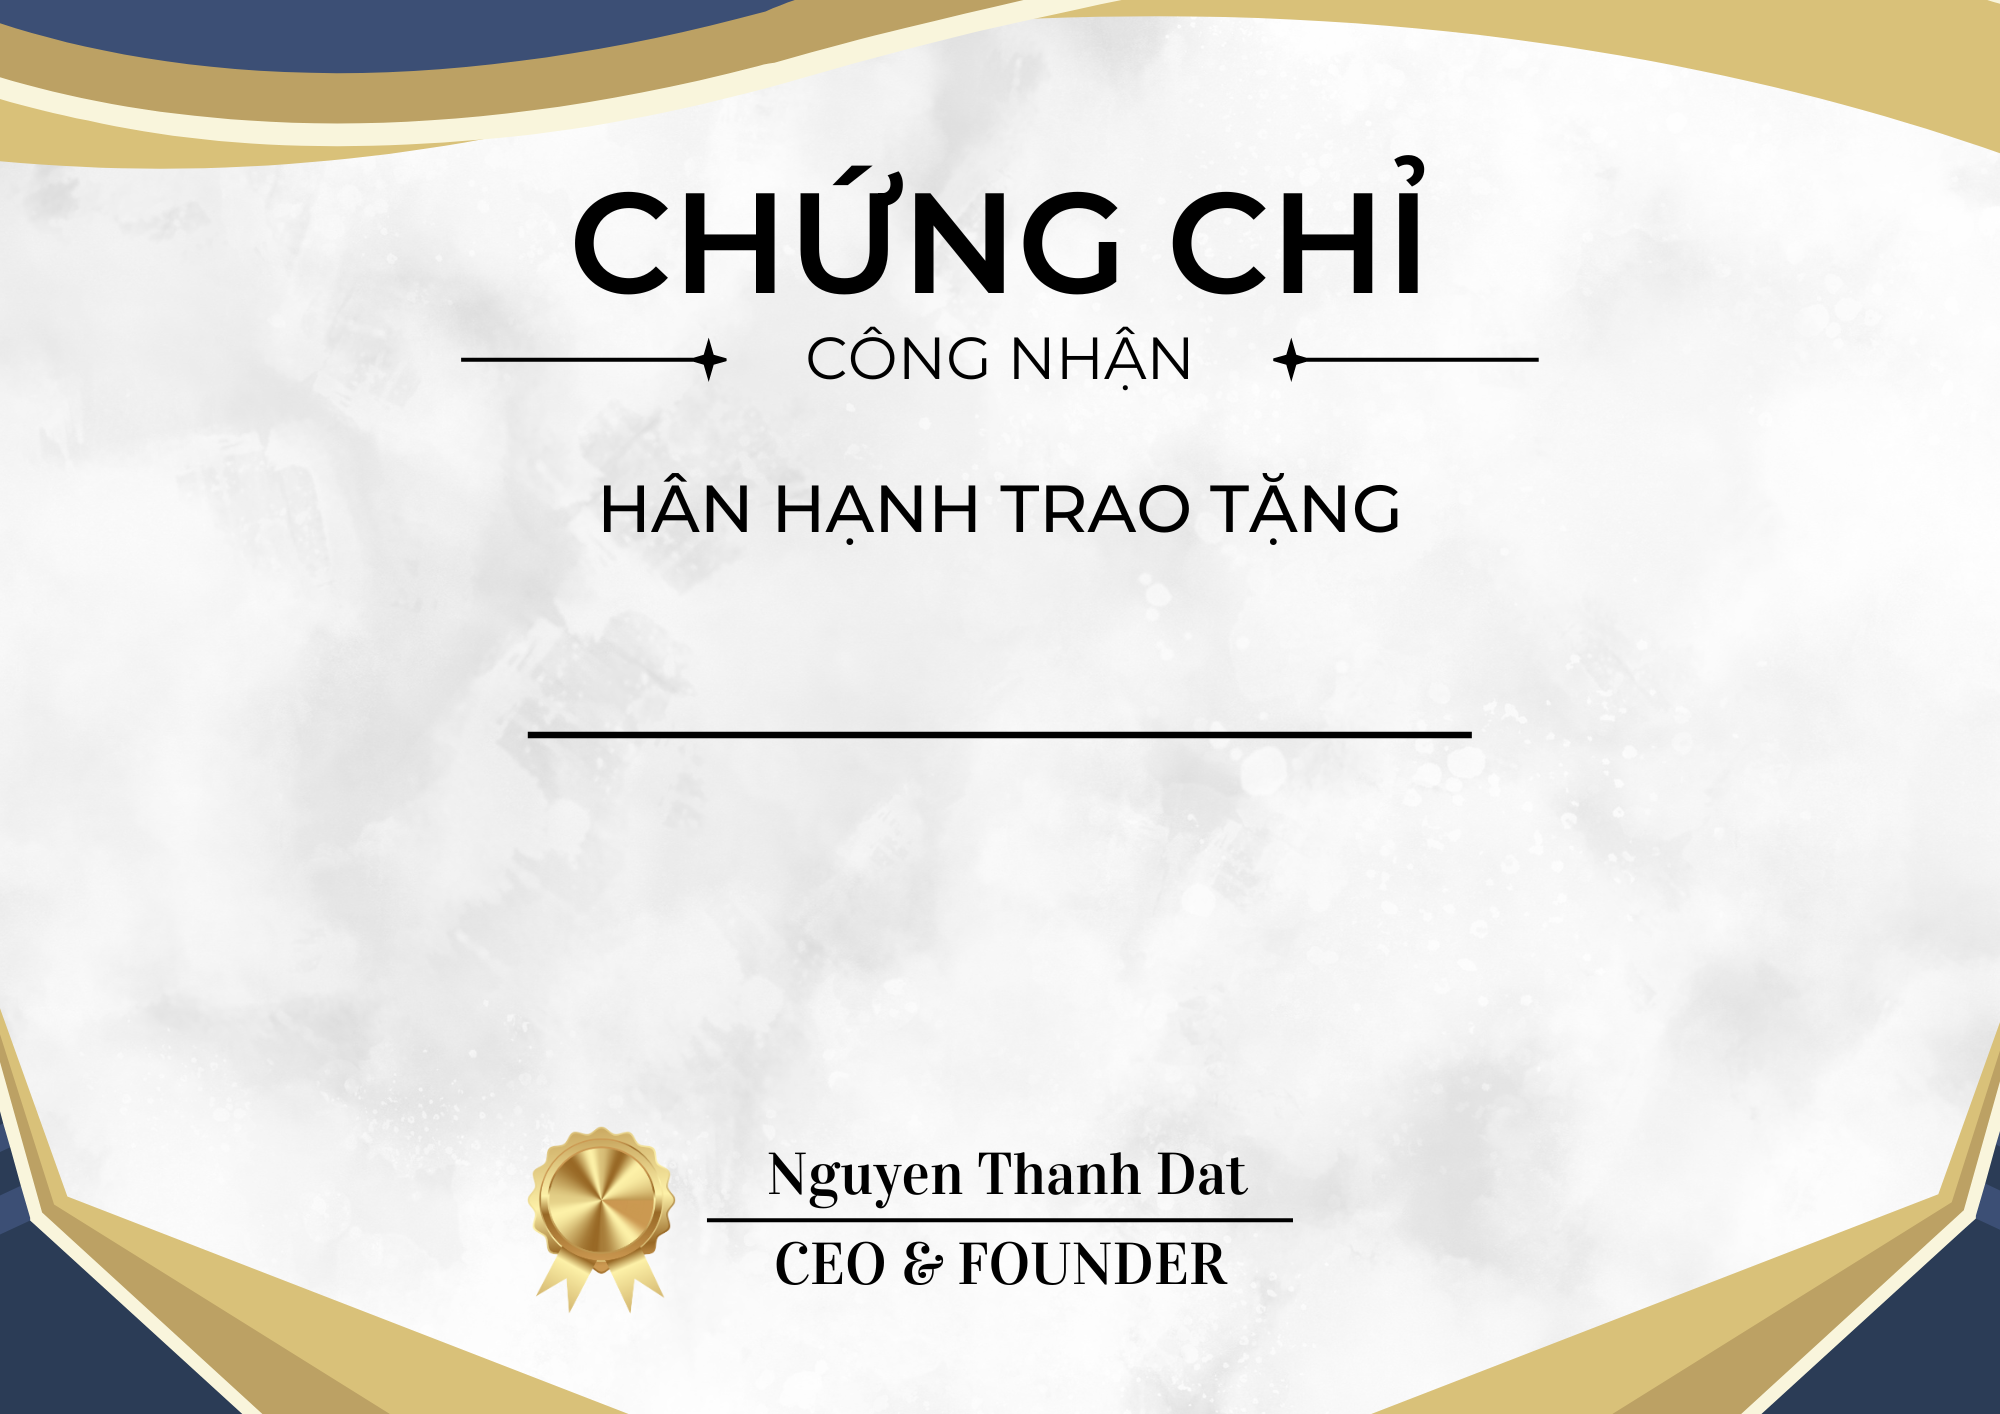 CHỨNG CHỈ
CÔNG NHẬN
HÂN HẠNH TRAO TẶNG
Nguyen Thanh Dat
CEO & FOUNDER